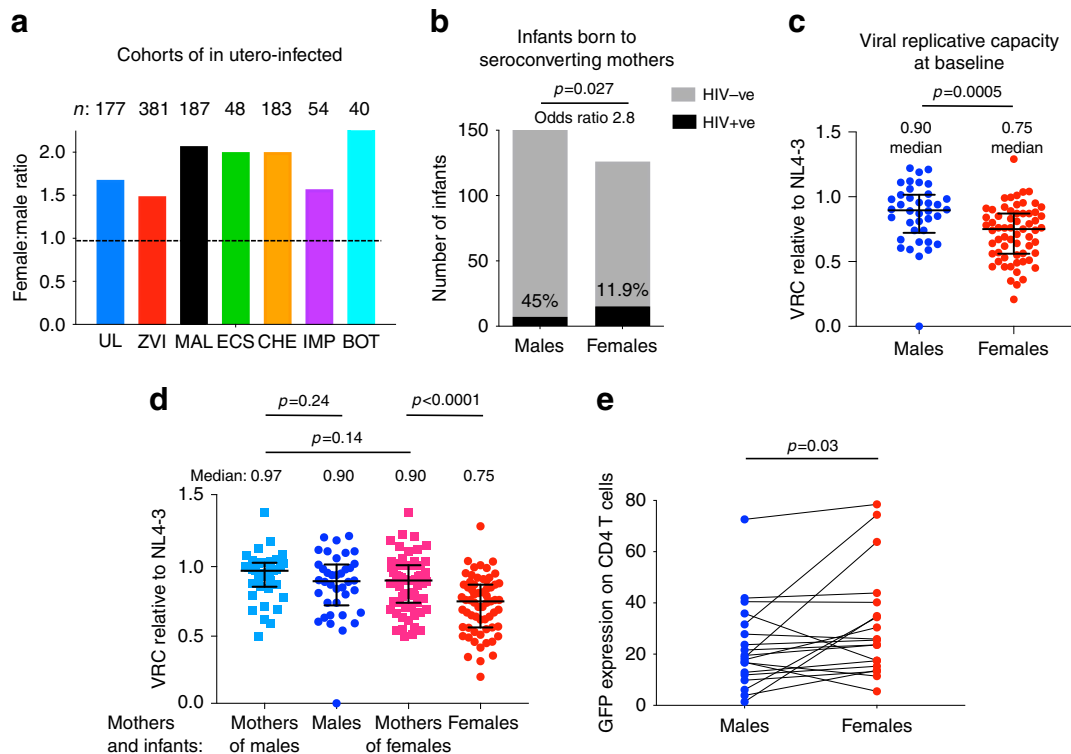 a
Cohorts of in utero-infected
n: 177 381 187 48 183 54 40
Female:male ratio
2.0
1.5
1.0
0.5
0.0
UL ZVI MAL ECS CHE IMP BOT
b
Infants born to
seroconverting mothers
p=0.027
Odds ratio 2.8
HIV–ve
HIV+ve
Number of infants
150
100
50
0
45%
11.9%
Males Females
c
Viral replicative capacity
at baseline
p=0.0005
0.90 0.75
median median
VRC relative to NL4-3
1.5
1.0
0.5
0.0
Males Females
d
p=0.24 p<0.0001
p=0.14
Median: 0.97 0.90 0.90 0.75
VRC relative to NL4-3
1.5
1.0
0.5
0.0
Mothers Mothers Males Mothers Females
and infants: of males of females
e
p=0.03
GFP expression on CD4 T cells
80
60
40
20
0
Males Females